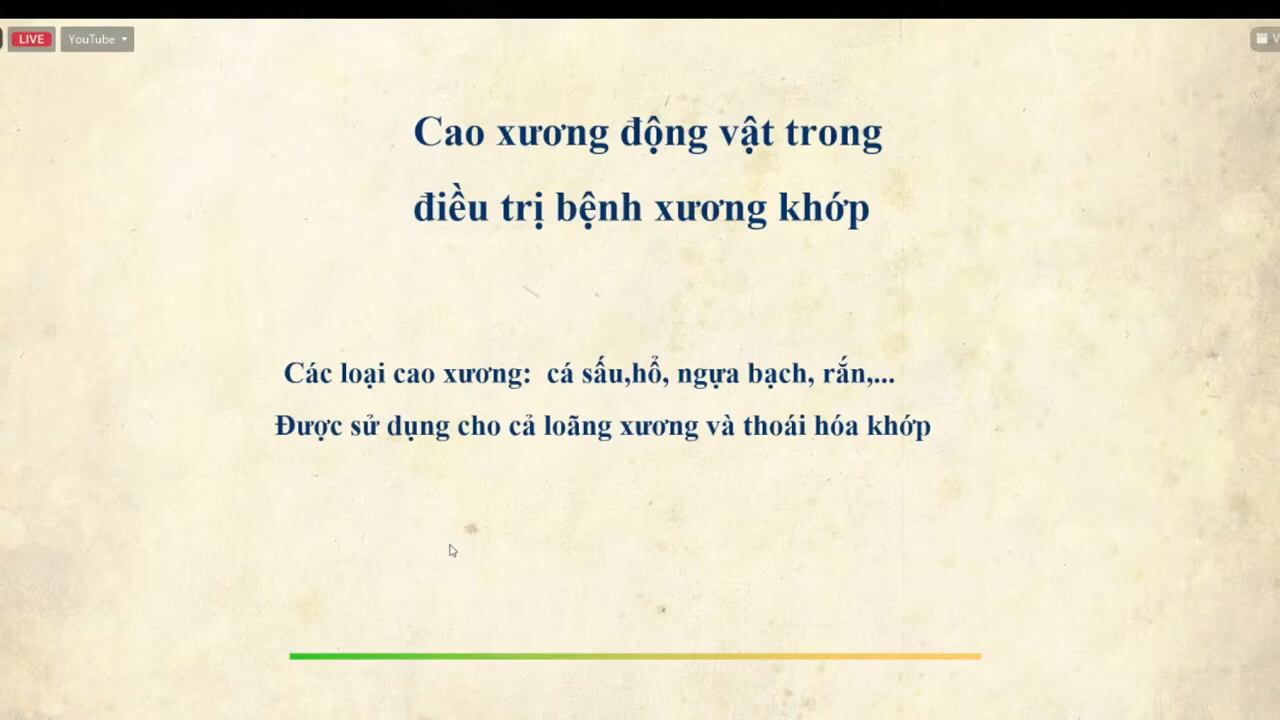 LIVE YouTube
V
Cao xương động vật trong
điều trị bệnh xương khớp
Các loại cao xương: cá sấu,hổ, ngựa bạch, rắn,...
Được sử dụng cho cả loãng xương và thoái hóa khớp